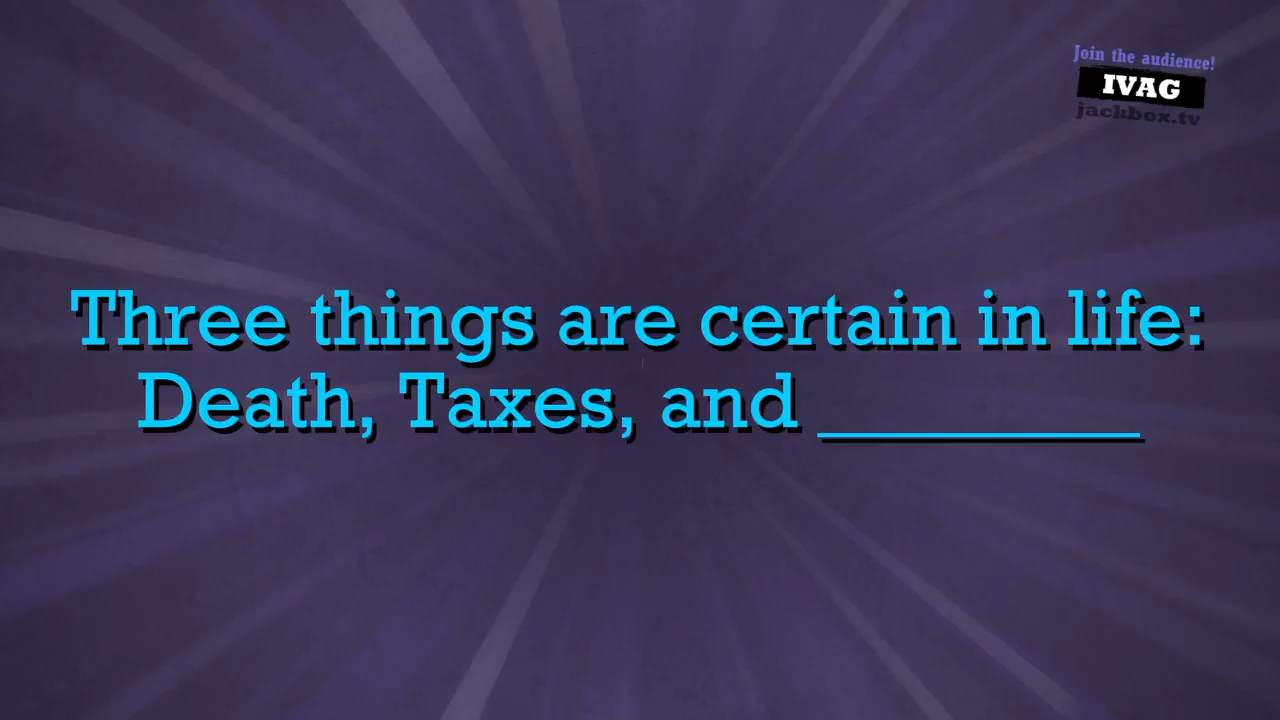 Join the audience!
IVAG
jackbox.tv
Three things are certain in life:
Death, Taxes, and ________